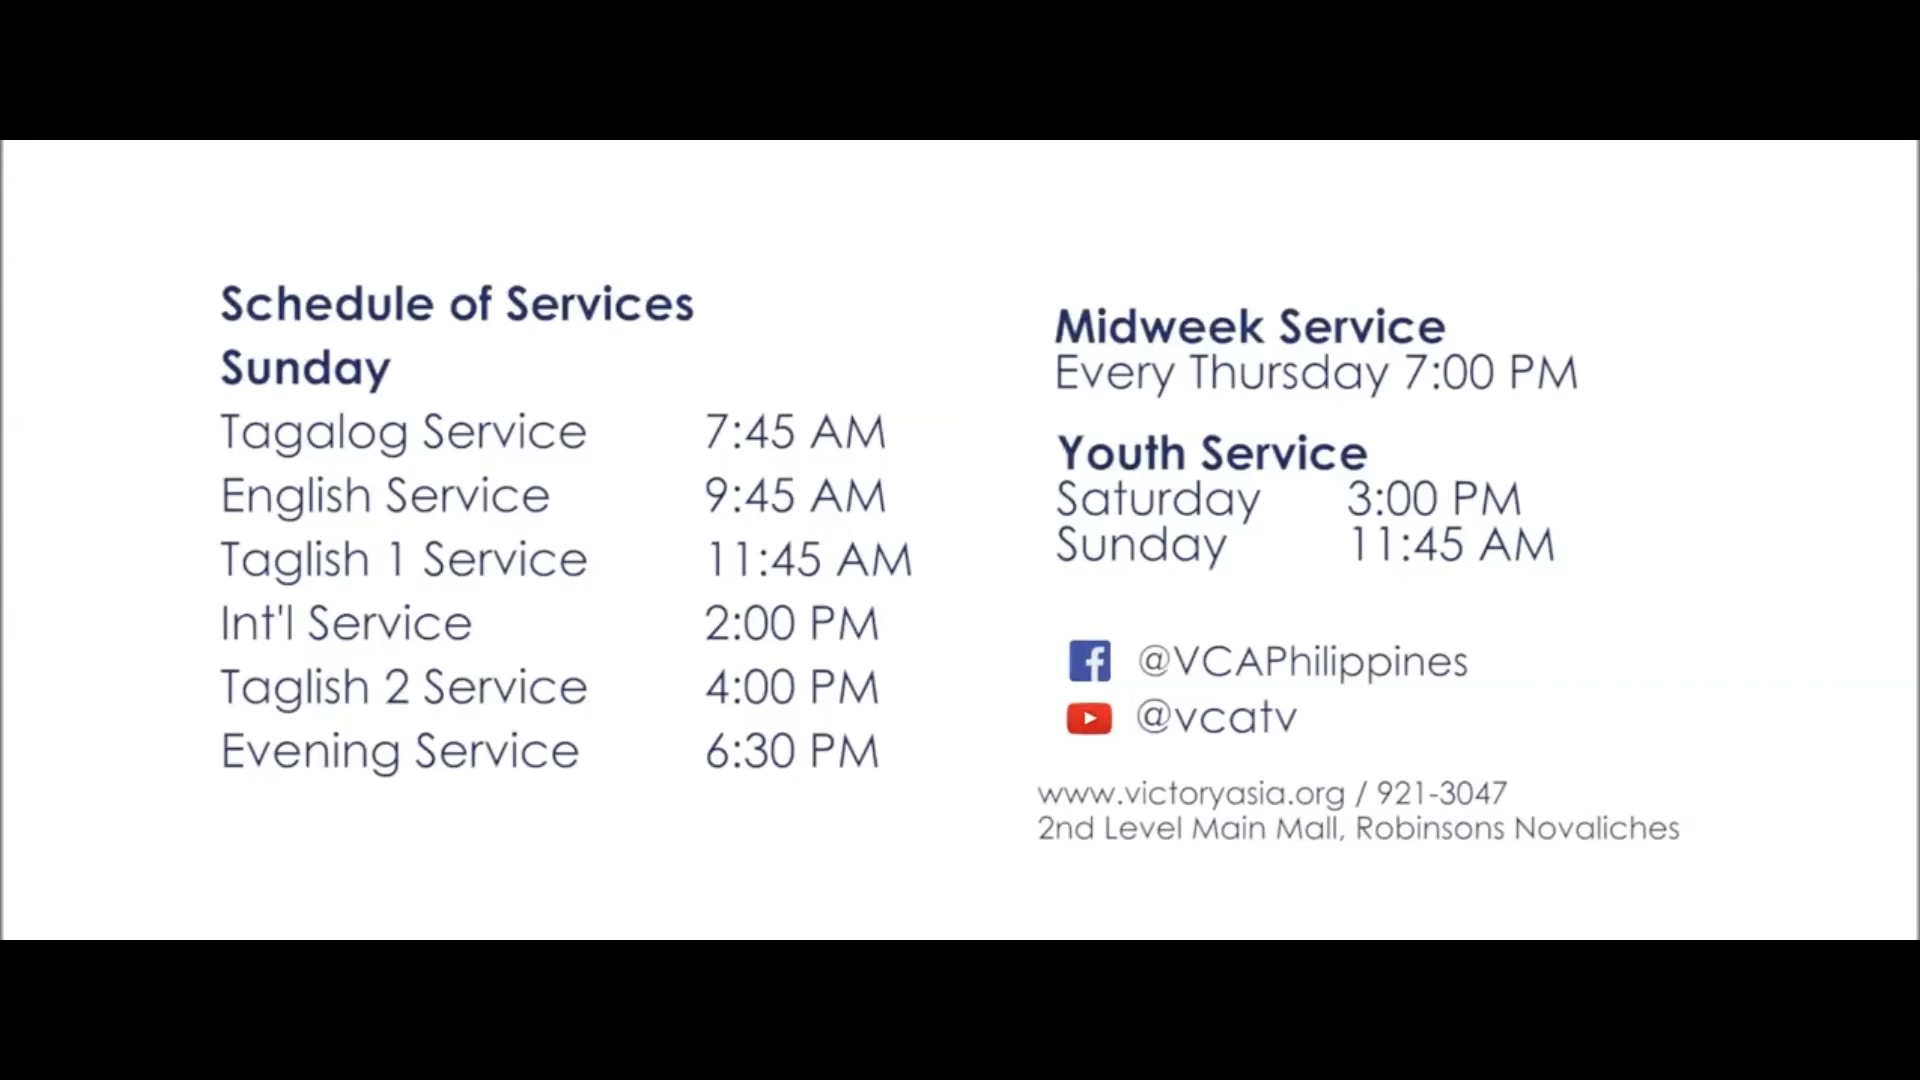 Schedule of Services
Sunday
Tagalog Service 7:45 AM
English Service 9:45 AM
Taglish 1 Service 11:45 AM
Int'l Service 2:00 PM
Taglish 2 Service 4:00 PM
Evening Service 6:30 PM
Midweek Service
Every Thursday 7:00 PM
Youth Service
Saturday 3:00 PM
Sunday 11:45 AM
@VCAPhilippines
@vcatv
www.victoryasia.org / 921-3047
2nd Level Main Mall, Robinsons Novaliches